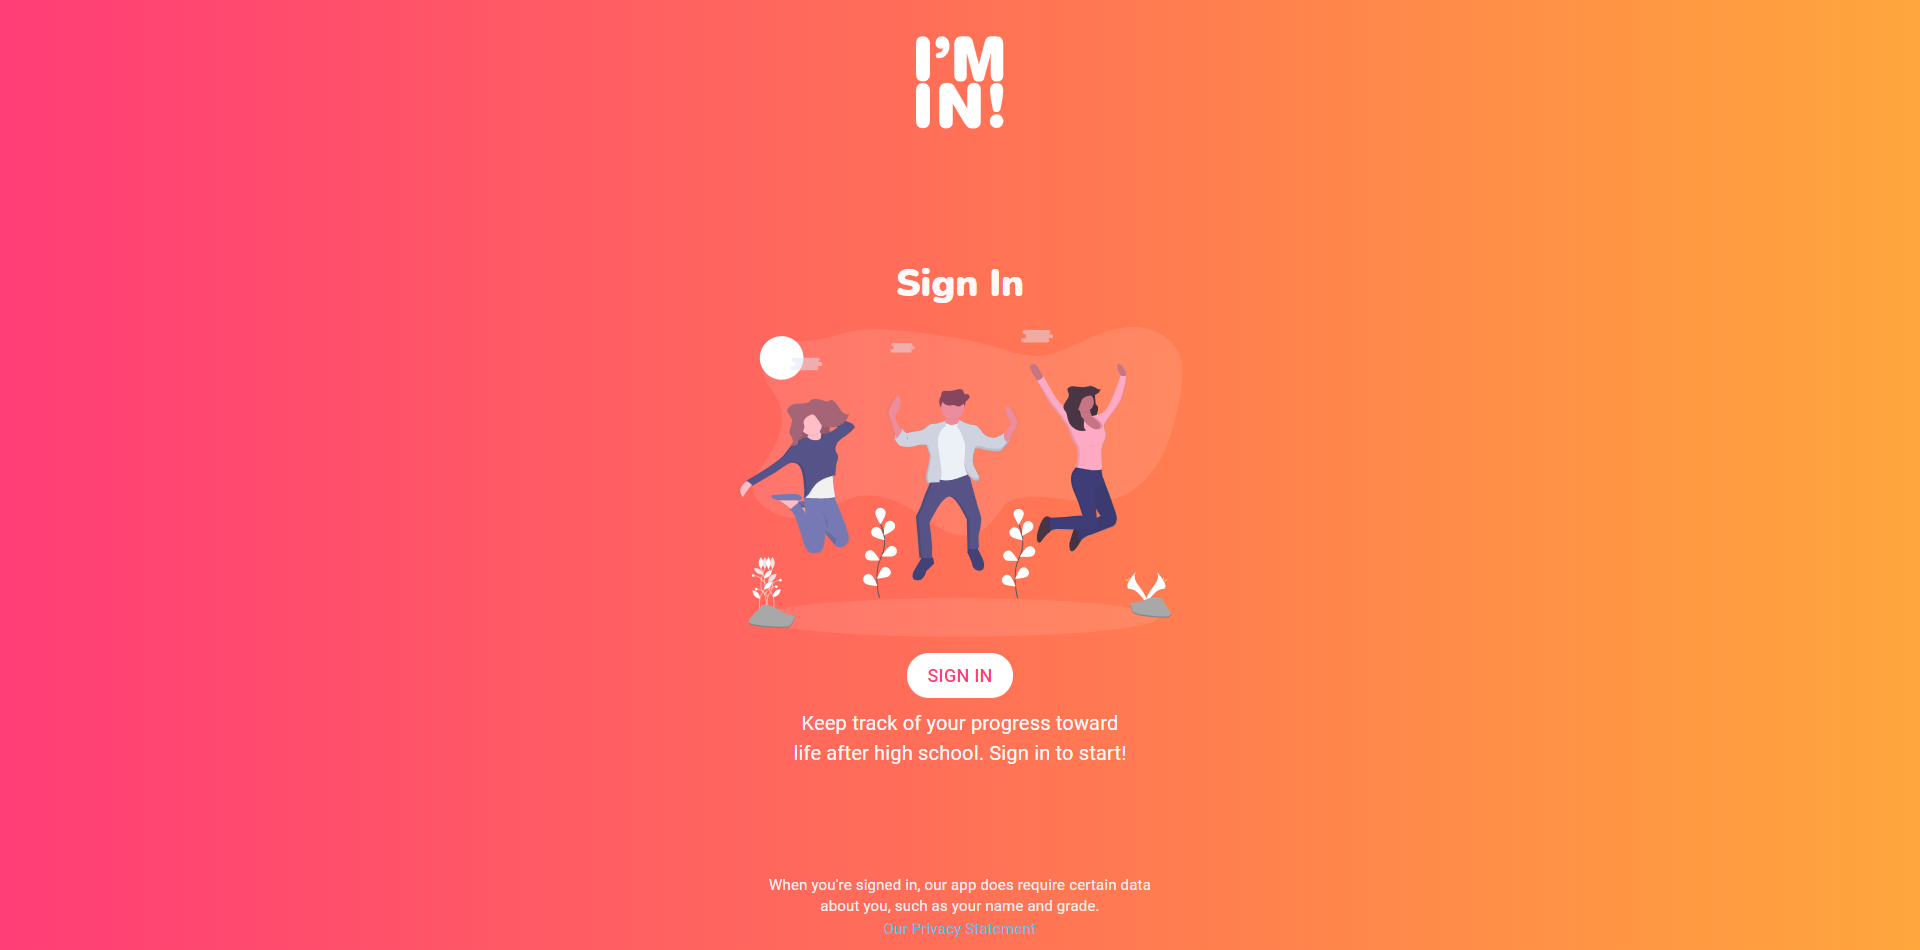 I'M
IN!
Sign In
SIGN IN
Keep track of your progress toward
life after high school. Sign in to start!
When you're signed in, our app does require certain data
about you, such as your name and grade.
Our Privacy Statement